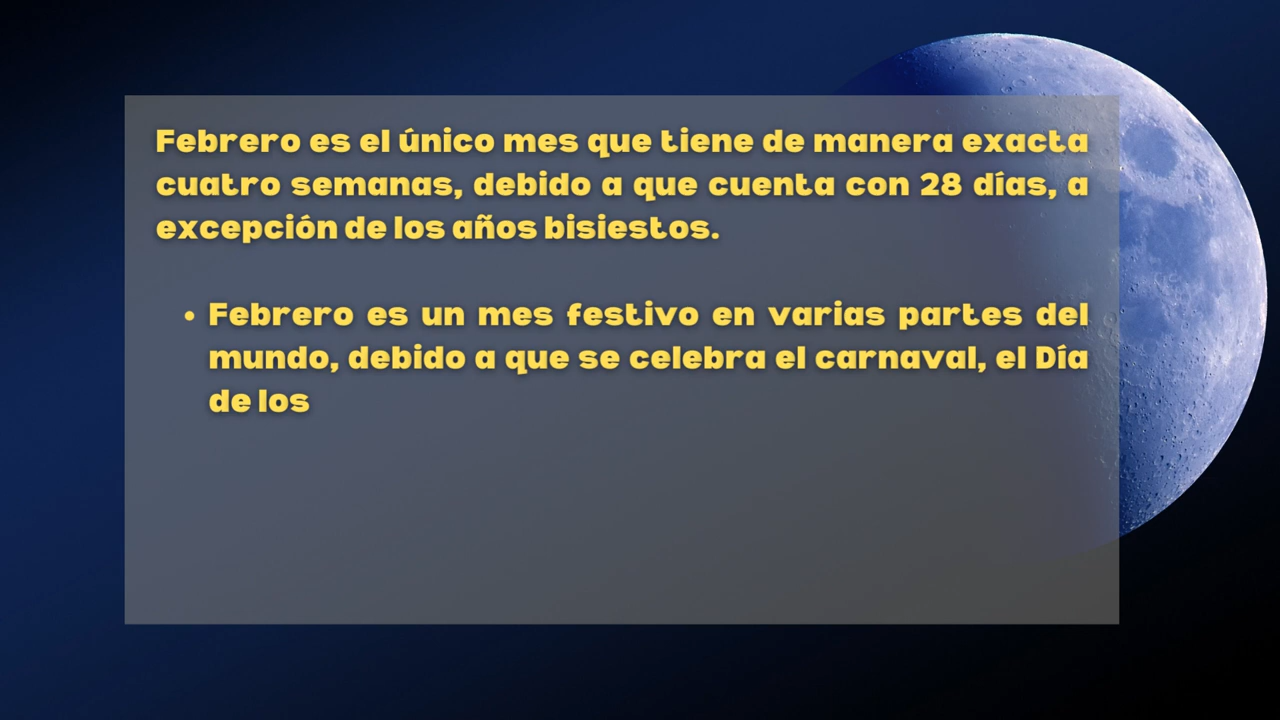 Febrero es el único mes que tiene de manera exacta
cuatro semanas, debido a que cuenta con 28 días, a
excepción de los años bisiestos.
• Febrero es un mes festivo en varias partes del
mundo, debido a que se celebra el carnaval, el Día
de los